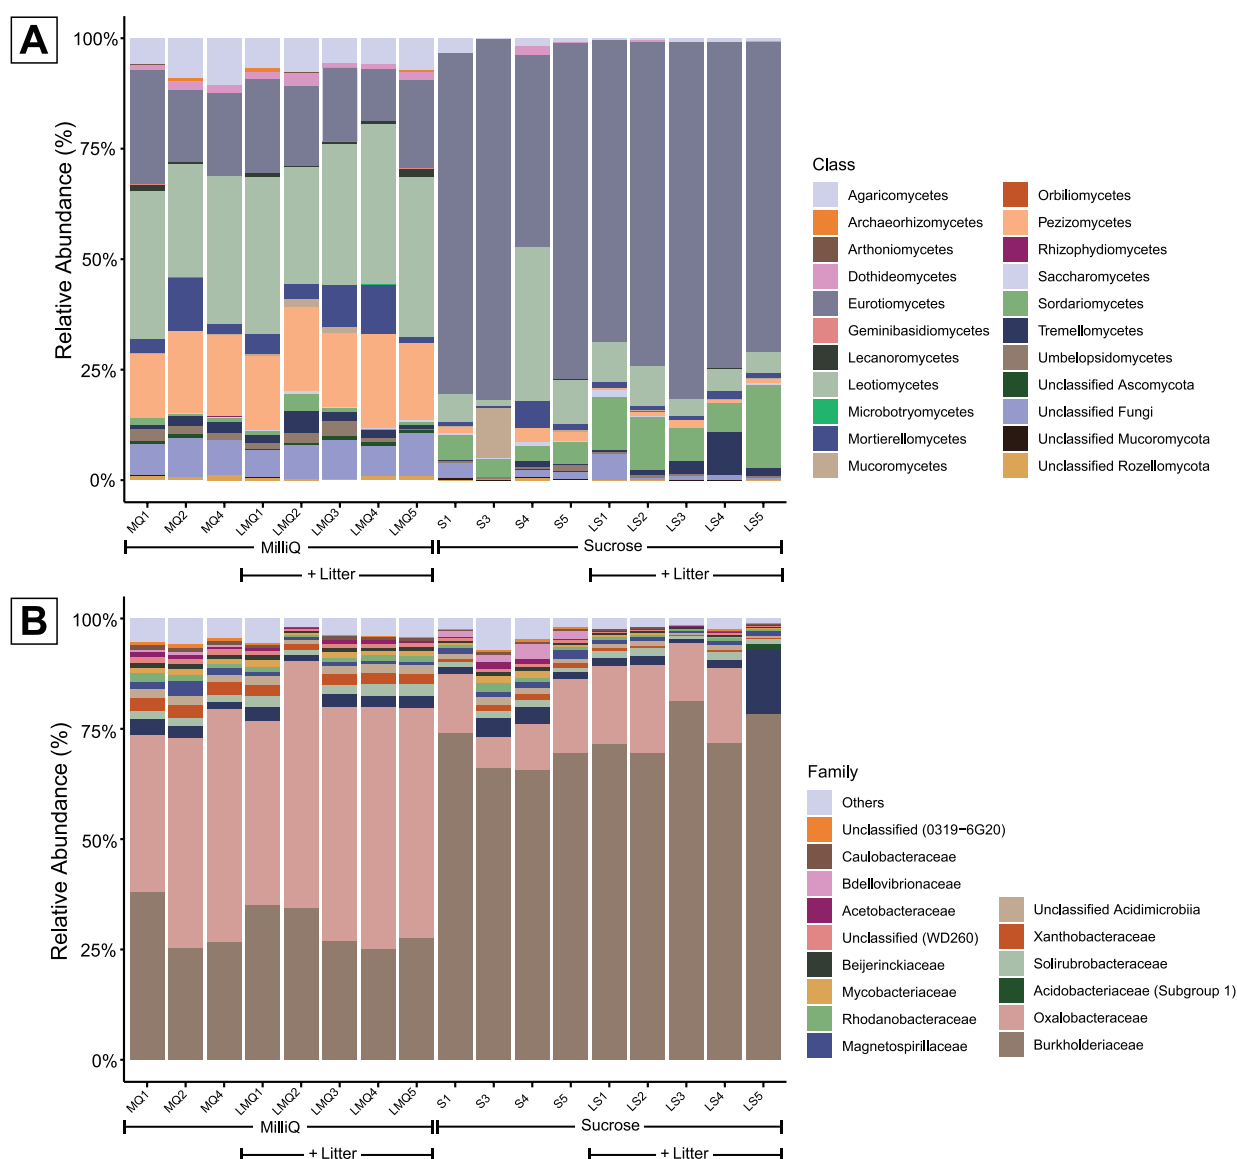 A
Relative Abundance (%)
100%
75%
50%
25%
0%
MQ1 MQ2 MQ4 LMQ1 LMQ2 LMQ3 LMQ4 LMQ5 S1 S3 S4 S5 LS1 LS2 LS3 LS4 LS5
MilliQ Sucrose
+ Litter + Litter
Class
Agaricomycetes Orbiliomycetes
Archaeorhizomycetes Pezizomycetes
Arthoniomycetes Rhizophydiomycetes
Dothideomycetes Saccharomycetes
Eurotiomycetes Sordariomycetes
Geminibasidiomycetes Tremellomycetes
Lecanoromycetes Umbelopsidomycetes
Leotiomycetes Unclassified Ascomycota
Microbotryomycetes Unclassified Fungi
Mortierellomycetes Unclassified Mucoromycota
Mucoromycetes Unclassified Rozellomycota
B
Relative Abundance (%)
100%
75%
50%
25%
0%
MQ1 MQ2 MQ4 LMQ1 LMQ2 LMQ3 LMQ4 LMQ5 S1 S3 S4 S5 LS1 LS2 LS3 LS4 LS5
MilliQ Sucrose
+ Litter + Litter
Family
Others
Unclassified (0319−6G20)
Caulobacteraceae
Bdellovibrionaceae
Acetobacteraceae Unclassified Acidimicrobiia
Unclassified (WD260) Xanthobacteraceae
Beijerinckiaceae Solirubrobacteraceae
Mycobacteriaceae Acidobacteriaceae (Subgroup 1)
Rhodanobacteraceae Oxalobacteraceae
Magnetospirillaceae Burkholderiaceae